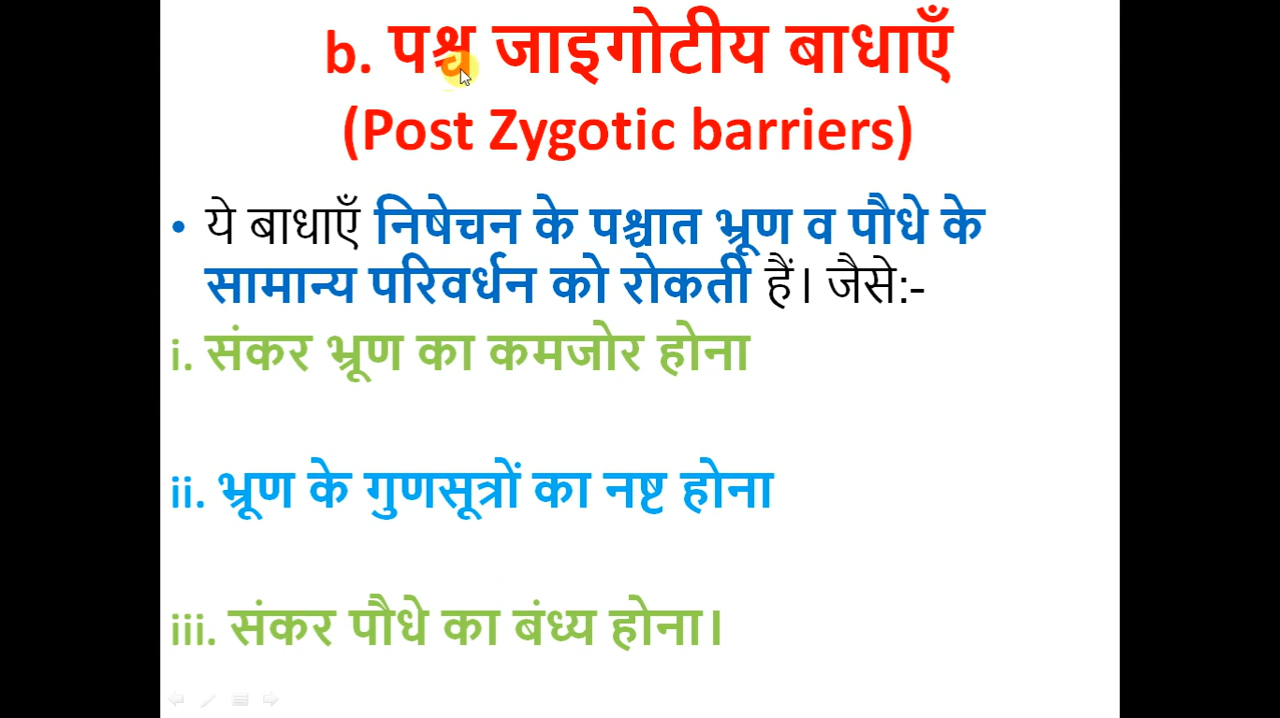 b. पश्च जाइगोटीय बाधाएँ
(Post Zygotic barriers)
• ये बाधाएँ निषेचन के पश्चात भ्रूण व पौधे के
सामान्य परिवर्धन को रोकती हैं। जैसे:-
i. संकर भ्रूण का कमजोर होना
ii. भ्रूण के गुणसूत्रों का नष्ट होना
iii. संकर पौधे का बंध्य होना।